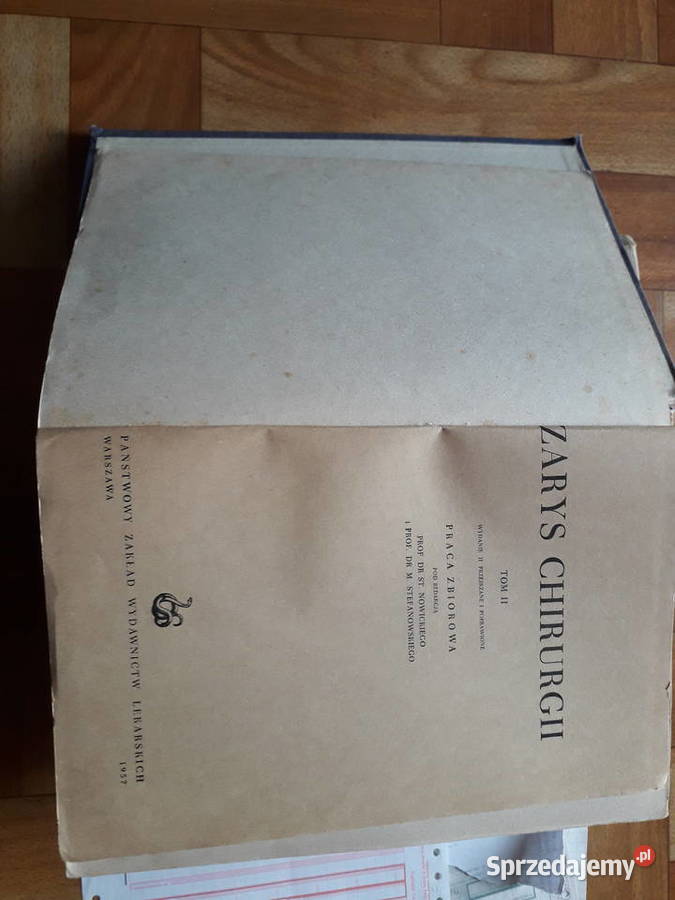 ZARYS CHIRURGII
TOM II
WYDANIE II PRZEJRZANE I POPRAWIONE
PRACA ZBIOROWA
POD REDAKCJĄ
PROF. DR ST. NOWICKIEGO
I PROF. DR M. STEFANOWSKIEGO
PAŃSTWOWY ZAKŁAD WYDAWNICTW LEKARSKICH
WARSZAWA
1957
Sprzedajemy.pl